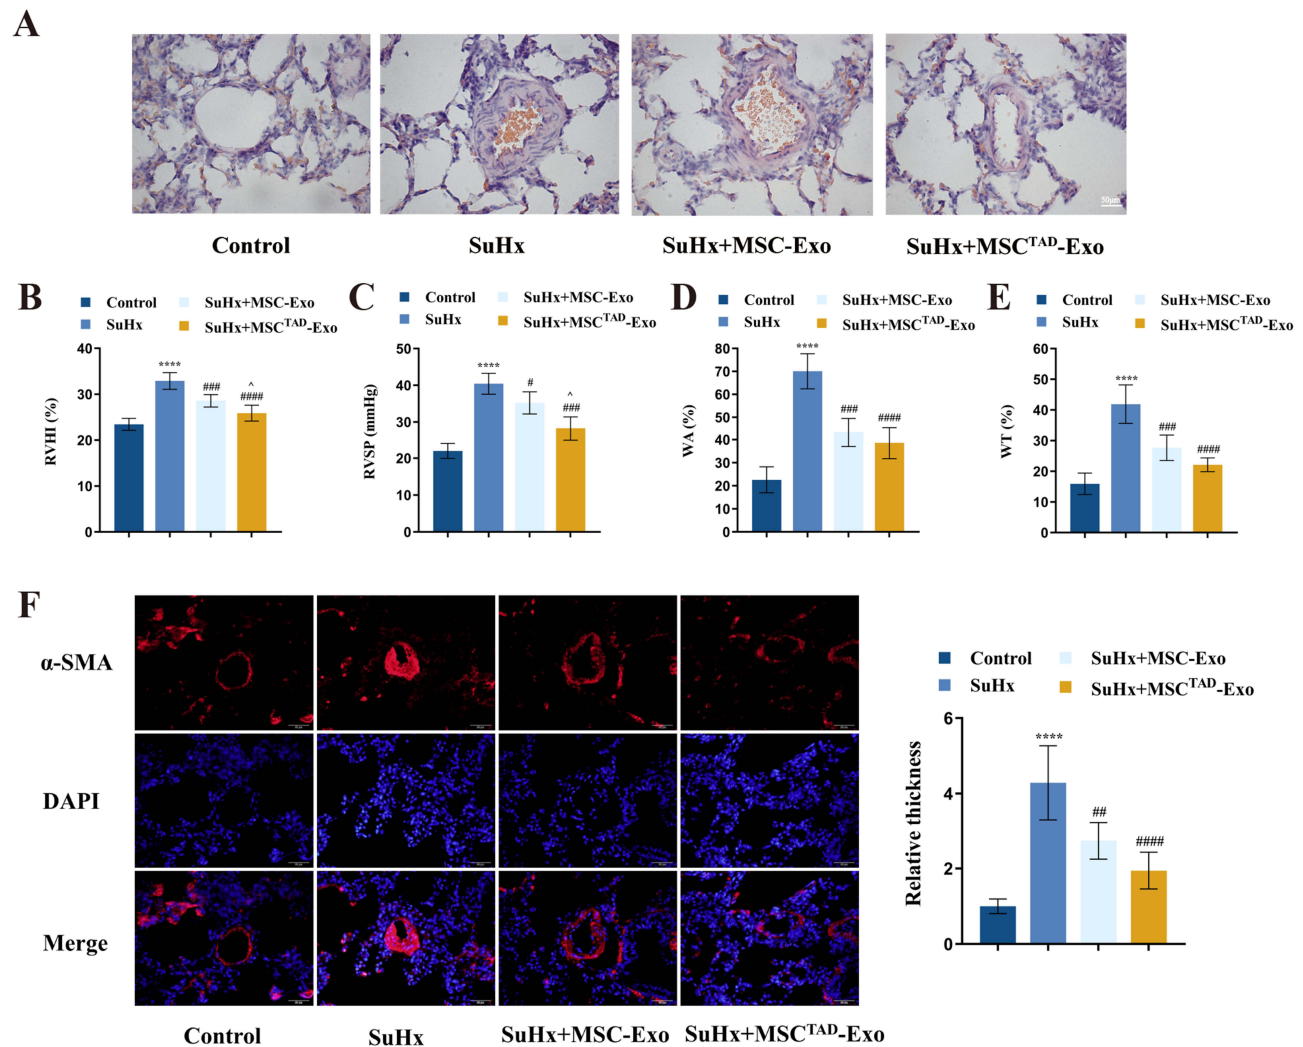 A
50μm
Control
SuHx
SuHx+MSC-Exo
SuHx+MSCTAD-Exo
B
Control
SuHx+MSC-Exo
SuHx
SuHx+MSCTAD-Exo
RVHI (%)
40
30
20
10
0
****
###
^
####
C
Control
SuHx+MSC-Exo
SuHx
SuHx+MSCTAD-Exo
RVSP (mmHg)
50
40
30
20
10
0
****
#
^
###
D
Control
SuHx+MSC-Exo
SuHx
SuHx+MSCTAD-Exo
WA (%)
80
70
60
50
40
30
20
10
0
****
###
####
E
Control
SuHx+MSC-Exo
SuHx
SuHx+MSCTAD-Exo
WT (%)
60
50
40
30
20
10
0
****
###
####
F
α-SMA
DAPI
Merge
Control
SuHx
SuHx+MSC-Exo
SuHx+MSCTAD-Exo
Control
SuHx+MSC-Exo
SuHx
SuHx+MSCTAD-Exo
Relative thickness
6
4
2
0
****
##
####